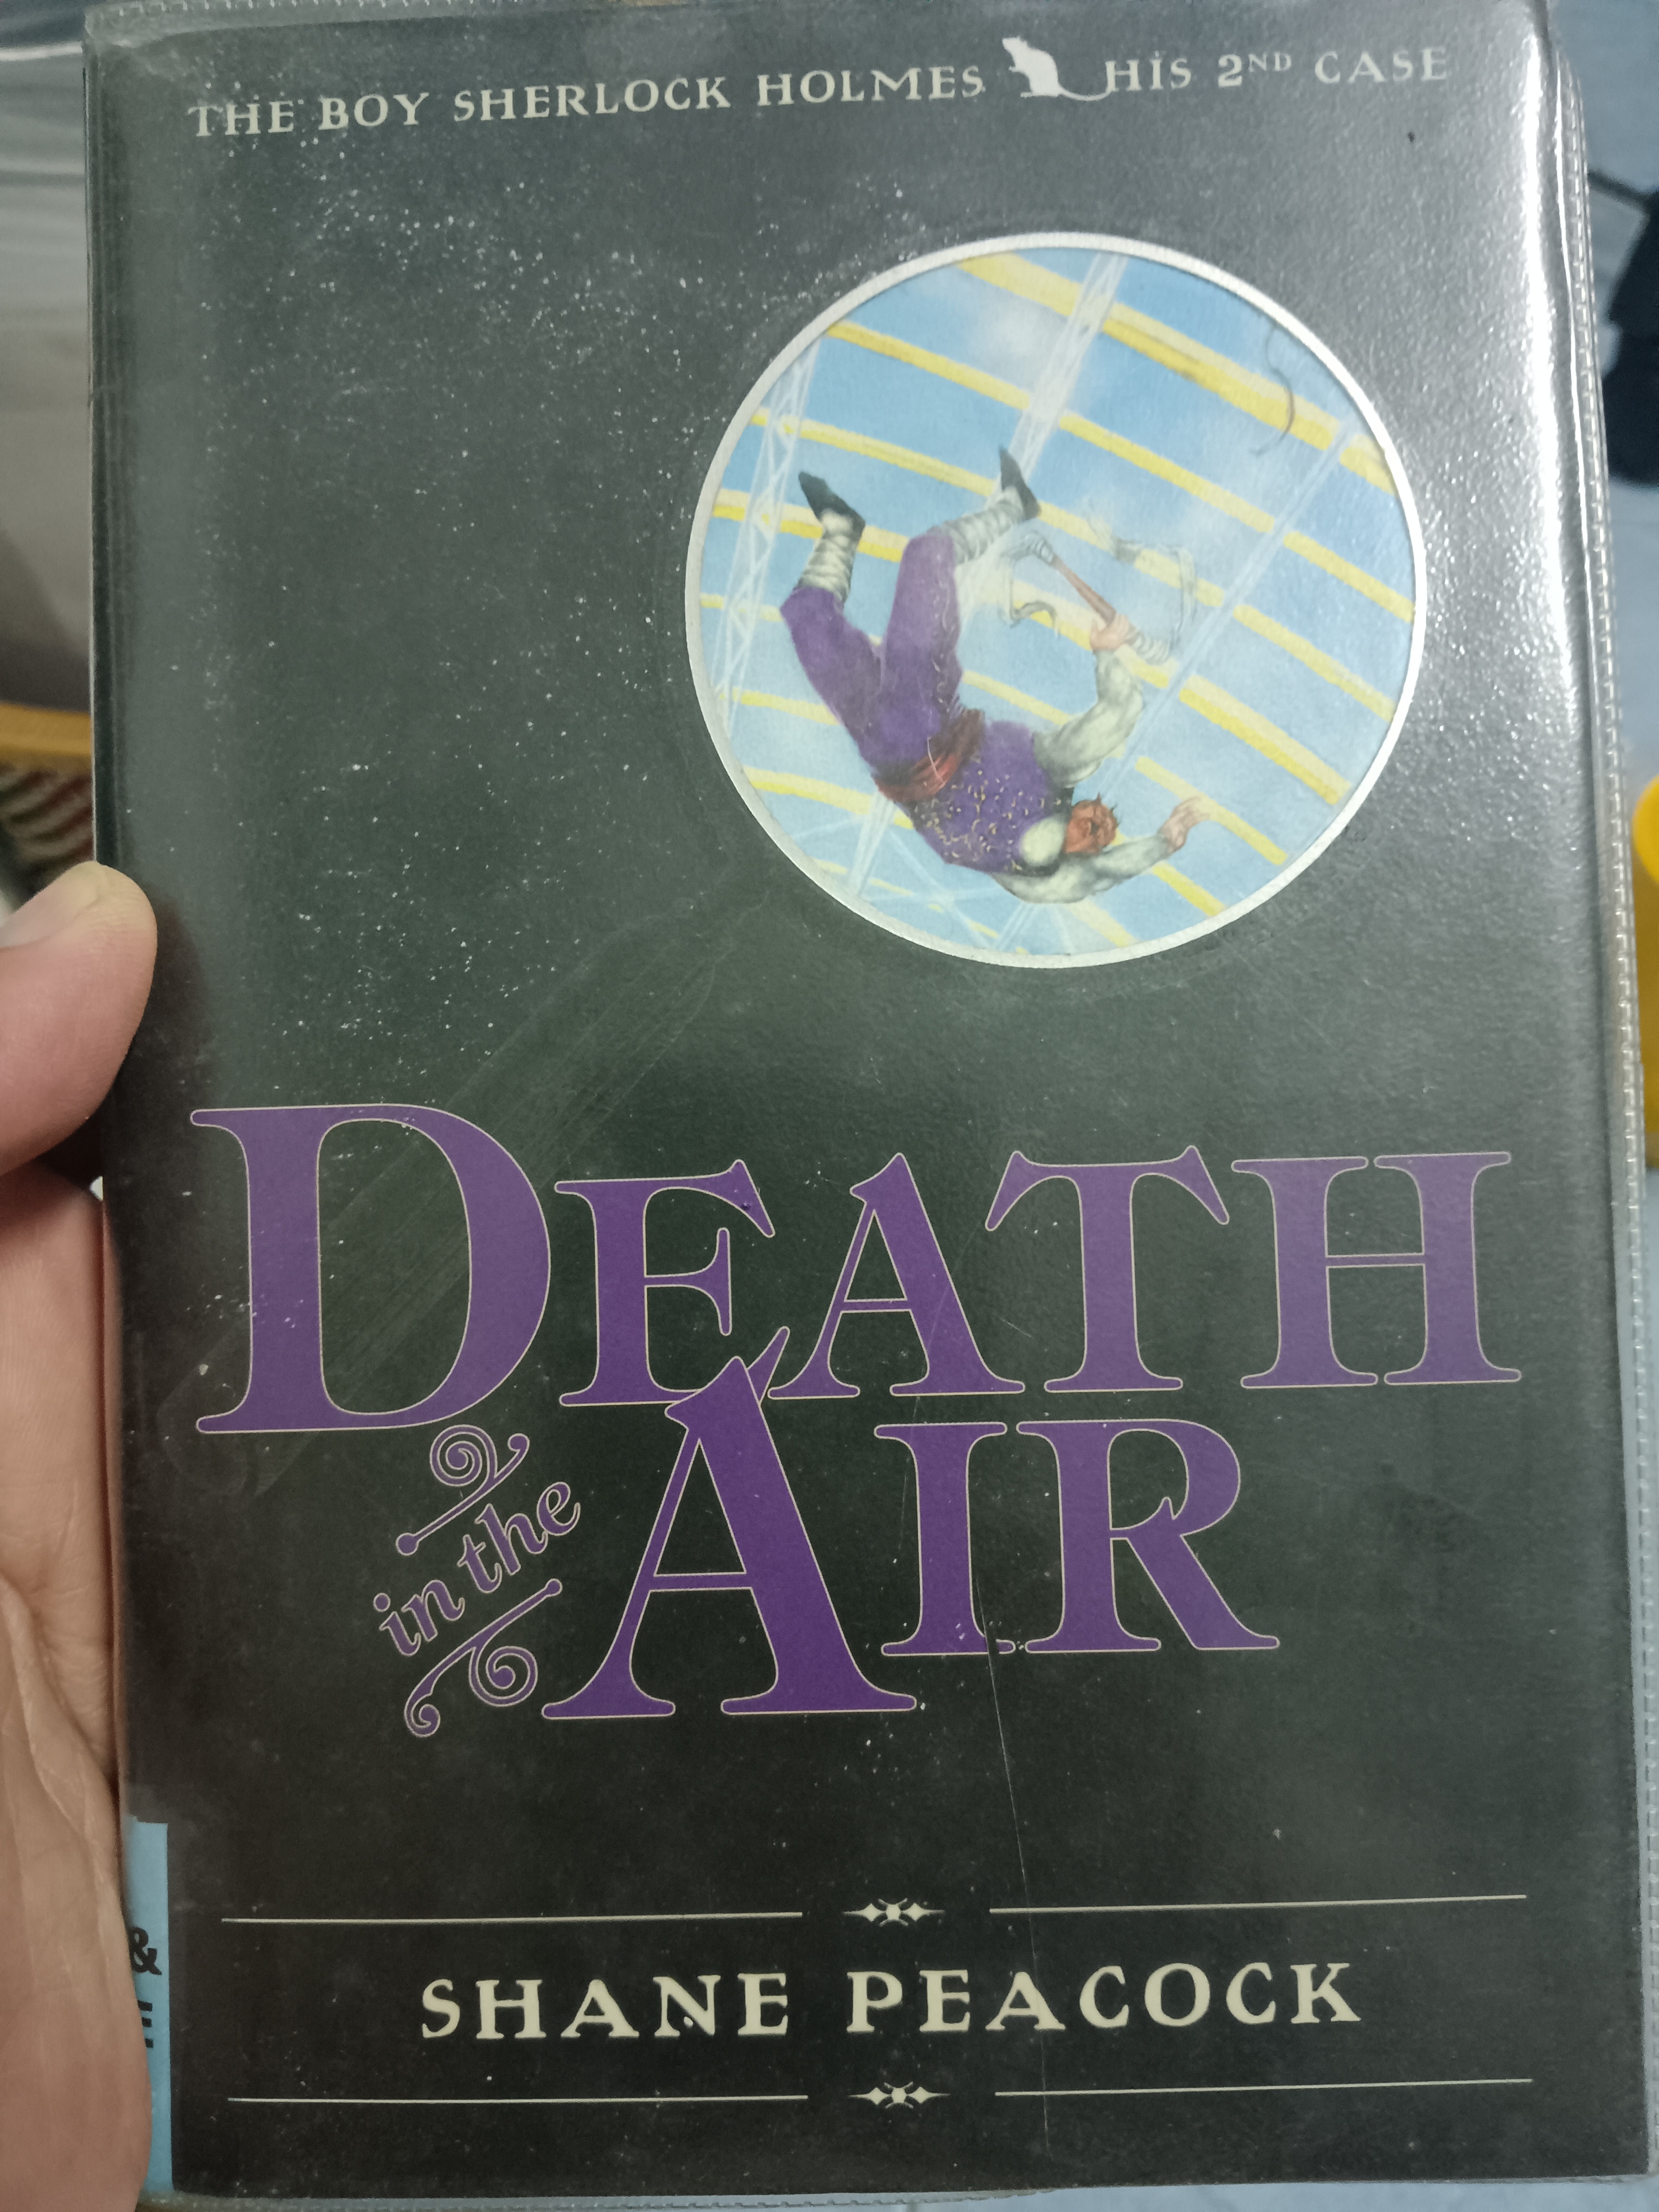 THE BOY SHERLOCK HOLMES HIS 2ND CASE
DEATH
in the
AIR
&
SHANE PEACOCK